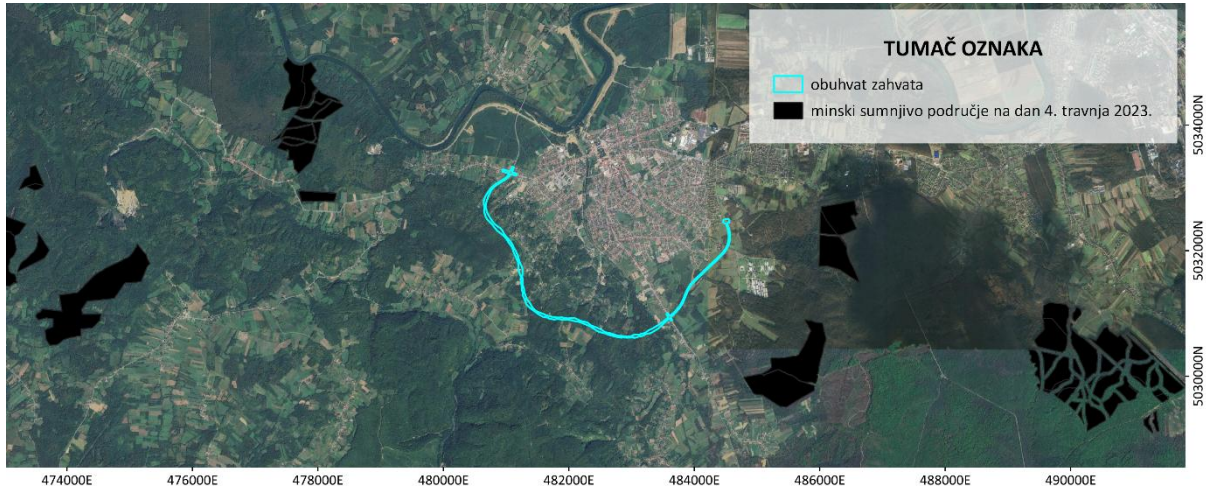 TUMAČ OZNAKA
obuhvat zahvata
minski sumnjivo područje na dan 4. travnja 2023.
5034000N
5032000N
5030000N
474000E
476000E
478000E
480000E
482000E
484000E
486000E
488000E
490000E